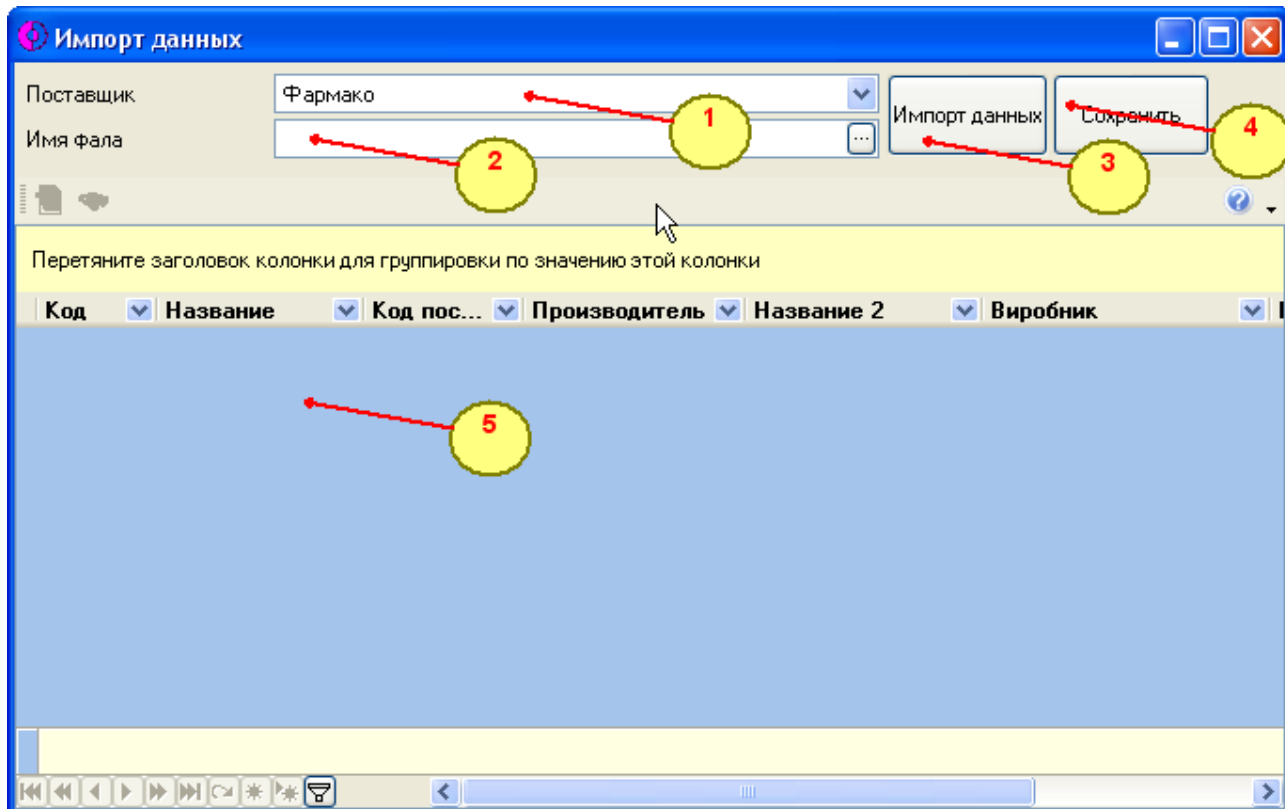 Импорт данных
Поставщик
Фармако
1
Импорт данных
Сохранить
4
Имя фала
...
2
3
Перетяните заголовок колонки для группировки по значению этой колонки
Код Название Код пос... Производитель Название 2 Виробник
5